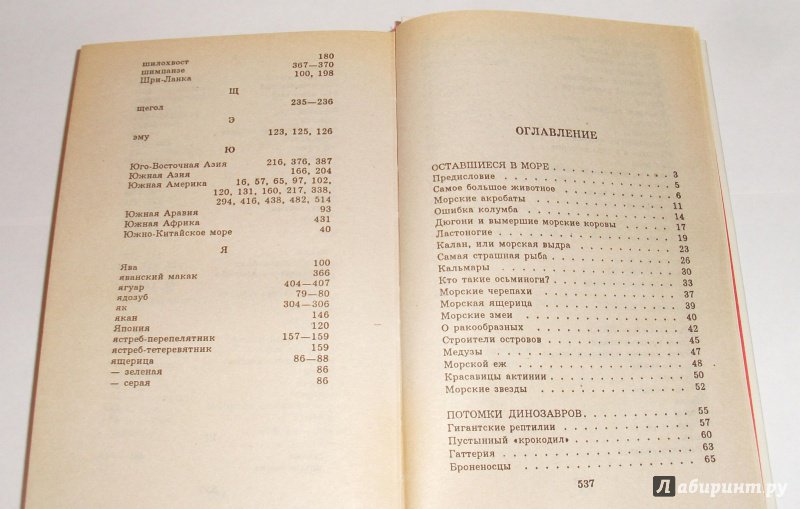 шилохвост 180
шимпанзе 367—370
Шри-Ланка 100, 198
Щ
щегол 235—236
Э
эму 123, 125, 126
Ю
Юго-Восточная Азия 216, 376, 387
Южная Азия 166, 204
Южная Америка 16, 57, 65, 97, 102,
120, 131, 160, 217, 338,
294, 416, 438, 482, 514
Южная Аравия 93
Южная Африка 431
Южно-Китайское море 40
Я
Ява 100
яванский макак 366
ягуар 404—407
ядозуб 79—80
як 304—306
якан 146
Япония 120
ястреб-перепелятник 157—159
ястреб-тетеревятник 159
ящерица 86—88
— зеленая 86
— серая 86
ОГЛАВЛЕНИЕ
ОСТАВШИЕСЯ В МОРЕ
Предисловие 3
Самое большое животное 5
Морские акробаты 6
Ошибка колумба 11
Дюгони и вымершие морские коровы 14
Ластоногие 17
Калан, или морская выдра 19
Самая страшная рыба 23
Кальмары 26
Кто такие осьминоги? 30
Морские черепахи 33
Морская ящерица 37
Морские змеи 39
О ракообразных 40
Строители островов 42
Медузы 45
Морской еж 47
Красавицы актинии 48
Морские звезды 50
52
ПОТОМКИ ДИНОЗАВРОВ 55
Гигантские рептилии 57
Пустынный «крокодил» 60
Гаттерия 63
Броненосцы 65
537
Лабиринт.ру